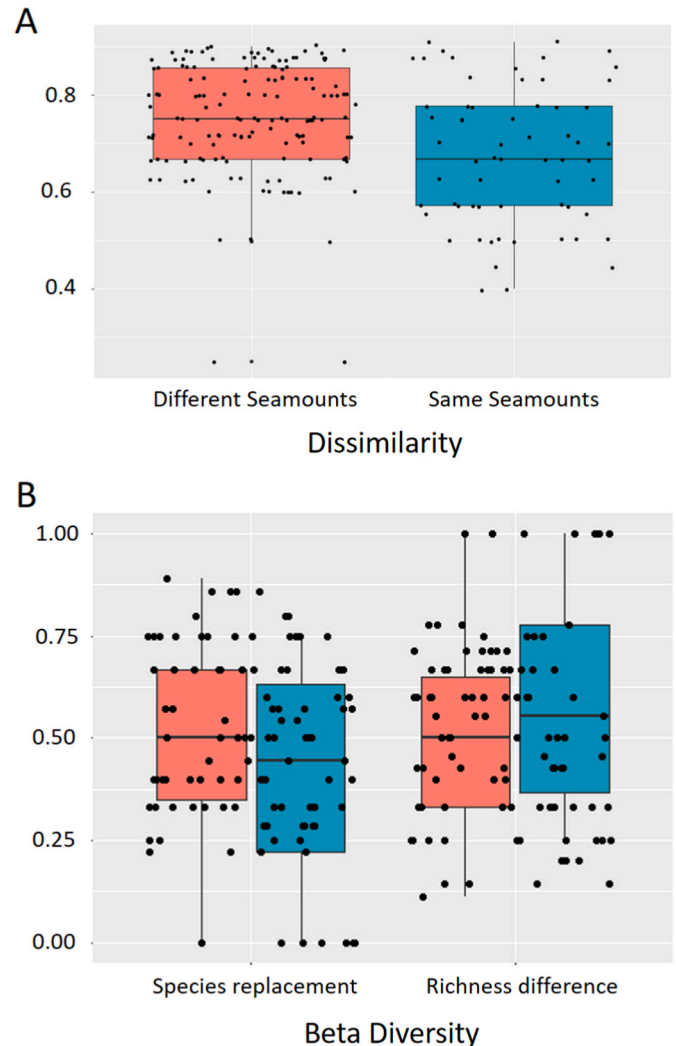 A
0.8
0.6
0.4
Different Seamounts Same Seamounts
Dissimilarity
B
1.00
0.75
0.50
0.25
0.00
Species replacement Richness difference
Beta Diversity